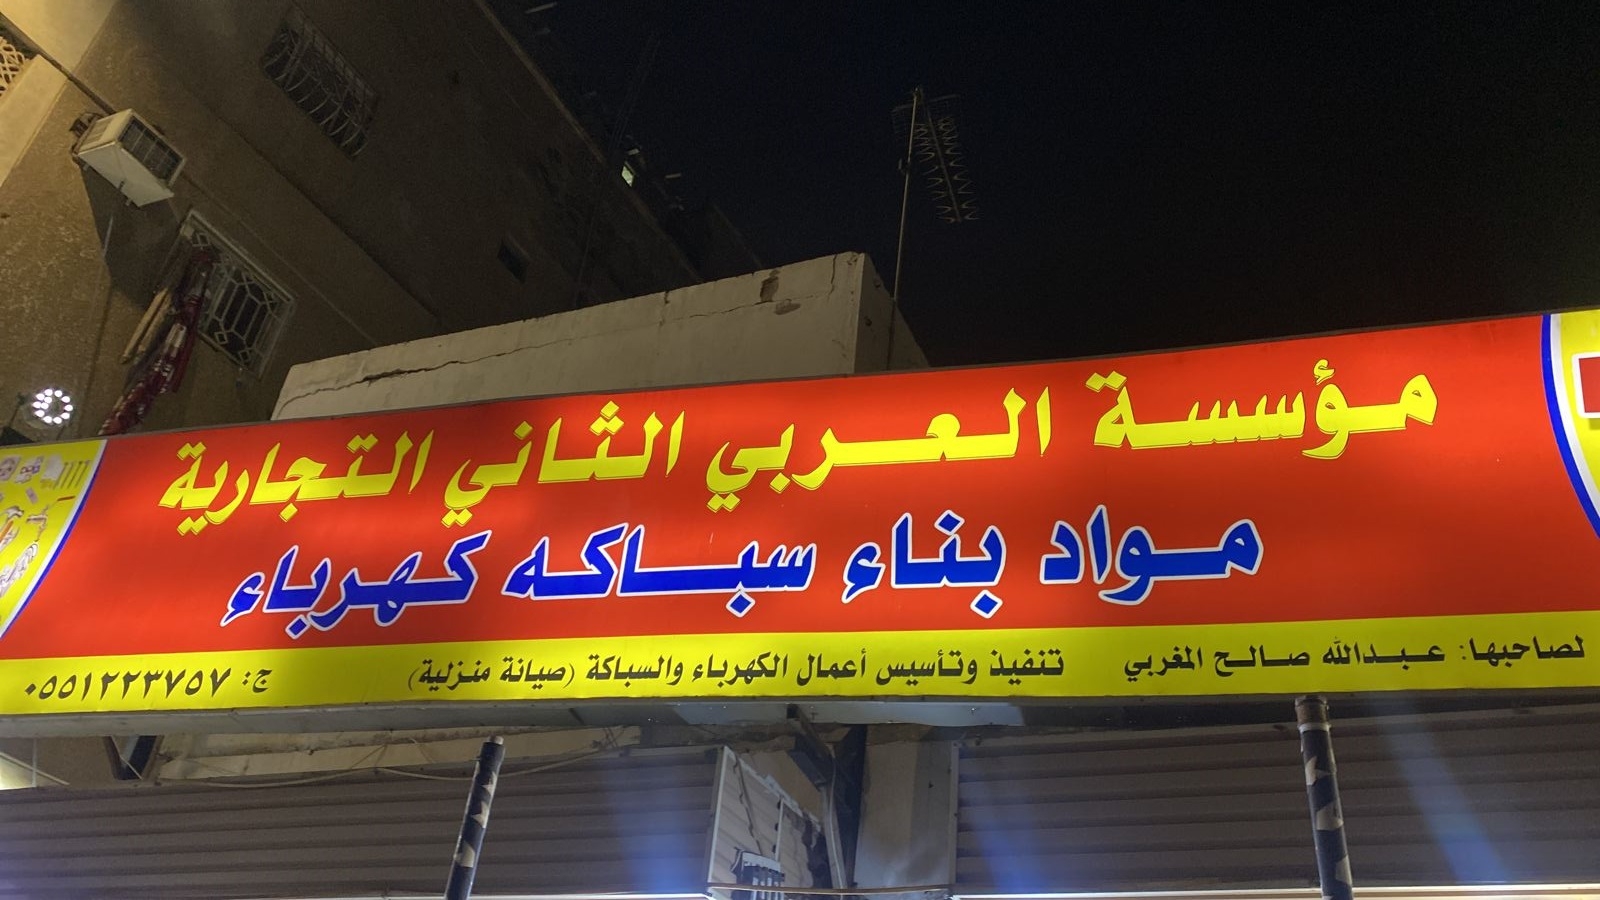 مؤسسة العربي الثاني التجارية
مواد بناء سباكه كهرباء
لصاحبها: عبدالله صالح المغربي تنفيذ وتأسيس أعمال الكهرباء والسباكة (صيانة منزلية) ج: ٠٥٥١٢٢٣٧٥٧